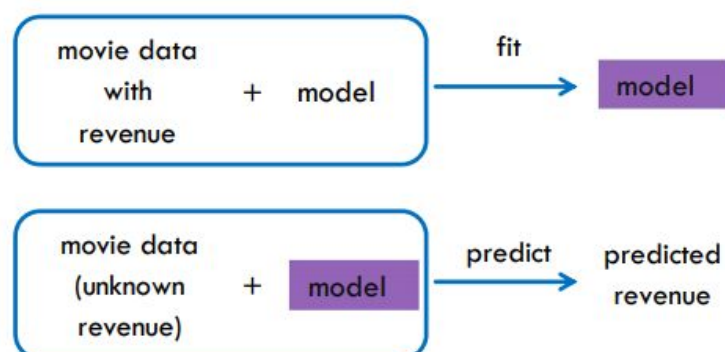 movie data
with
revenue
+
model
fit
model
movie data
(unknown
revenue)
+
model
predict
predicted
revenue